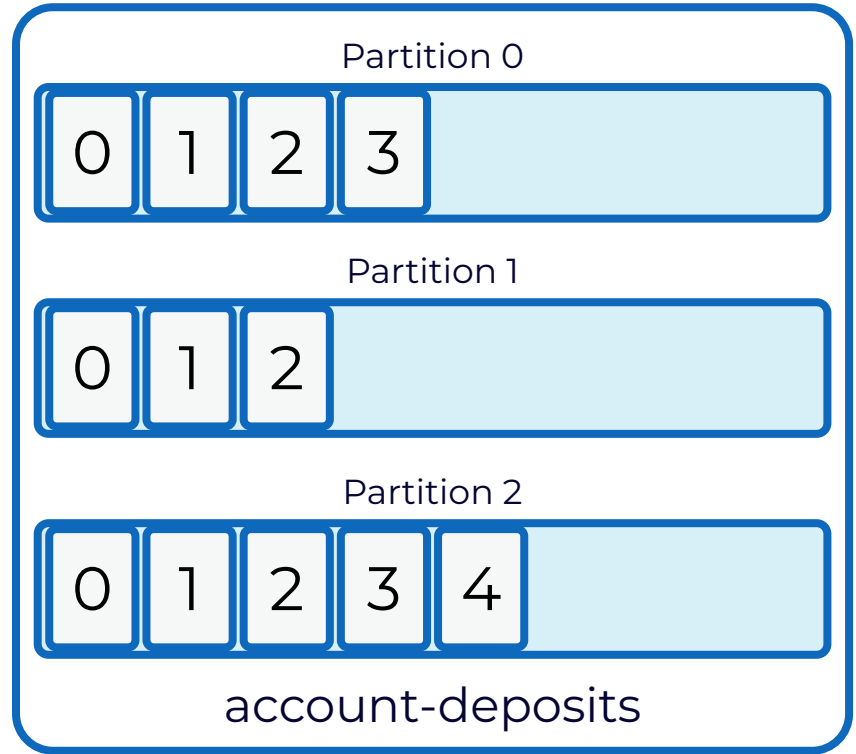 Partition 0
0 1 2 3
Partition 1
0 1 2
Partition 2
0 1 2 3 4
account-deposits